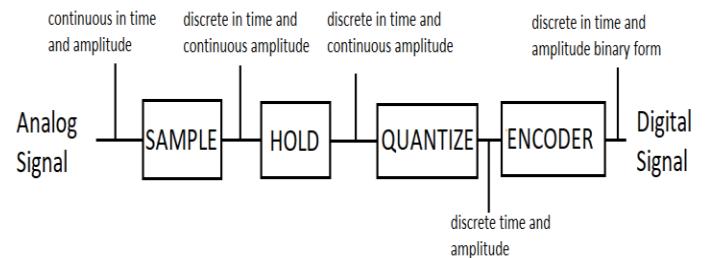 continuous in time
and amplitude
discrete in time and
continuous amplitude
discrete in time and
continuous amplitude
discrete in time and
amplitude binary form
Analog
Signal
SAMPLE
HOLD
QUANTIZE
ENCODER
Digital
Signal
discrete time and
amplitude